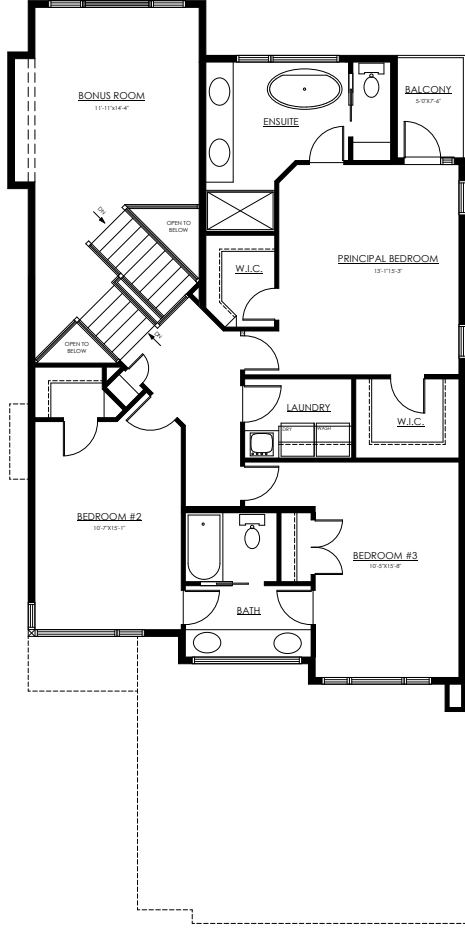 BONUS ROOM
11'-11"x14'-4"
ENSUITE
BALCONY
5'-0"X7'-6"
DN
OPEN TO
BELOW
W.I.C.
PRINCIPAL BEDROOM
13'-1"15'-3"
DN
OPEN TO
BELOW
LAUNDRY
DRY
WASH
W.I.C.
BEDROOM #2
10'-7"X15'-1"
BEDROOM #3
10'-5"X15'-8"
BATH